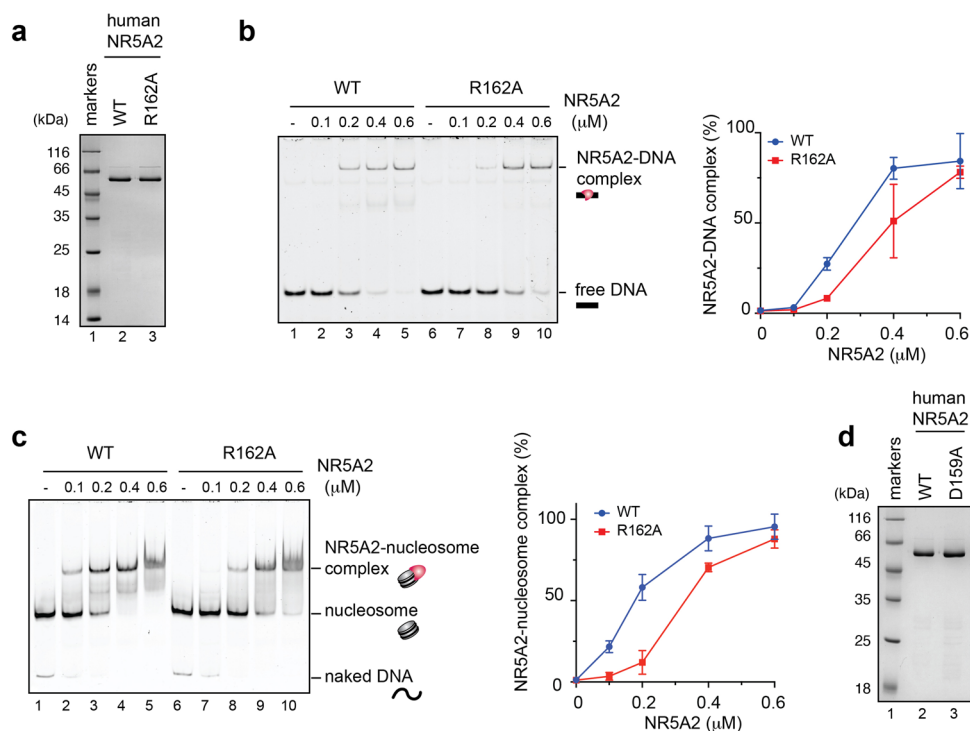 a
human
NR5A2
(kDa)
markers
WT
R162A
116
66
45
35
25
18
14
1 2 3
b
WT R162A
NR5A2
- 0.1 0.2 0.4 0.6 - 0.1 0.2 0.4 0.6 (μM)
NR5A2-DNA
complex
free DNA
1 2 3 4 5 6 7 8 9 10
NR5A2-DNA complex (%)
100
50
0
WT
R162A
0 0.2 0.4 0.6
NR5A2 (μM)
c
WT R162A
NR5A2
- 0.1 0.2 0.4 0.6 - 0.1 0.2 0.4 0.6 (μM)
NR5A2-nucleosome
complex
nucleosome
naked DNA
1 2 3 4 5 6 7 8 9 10
NR5A2-nucleosome complex (%)
100
50
0
WT
R162A
0 0.2 0.4 0.6
NR5A2 (μM)
d
human
NR5A2
(kDa)
markers
WT
D159A
116
66
45
35
25
18
1 2 3